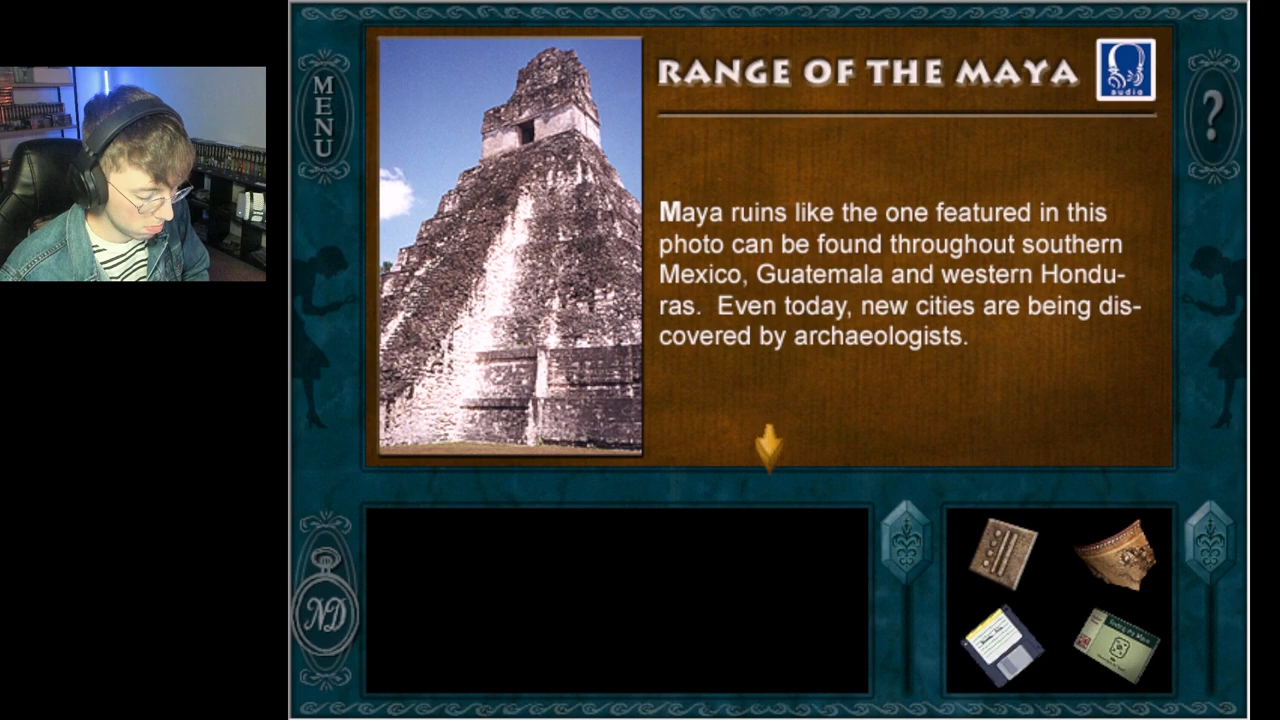 MENU
RANGE OF THE MAYA
audio
?
Maya ruins like the one featured in this
photo can be found throughout southern
Mexico, Guatemala and western Hondu-
ras.  Even today, new cities are being dis-
covered by archaeologists.
ND